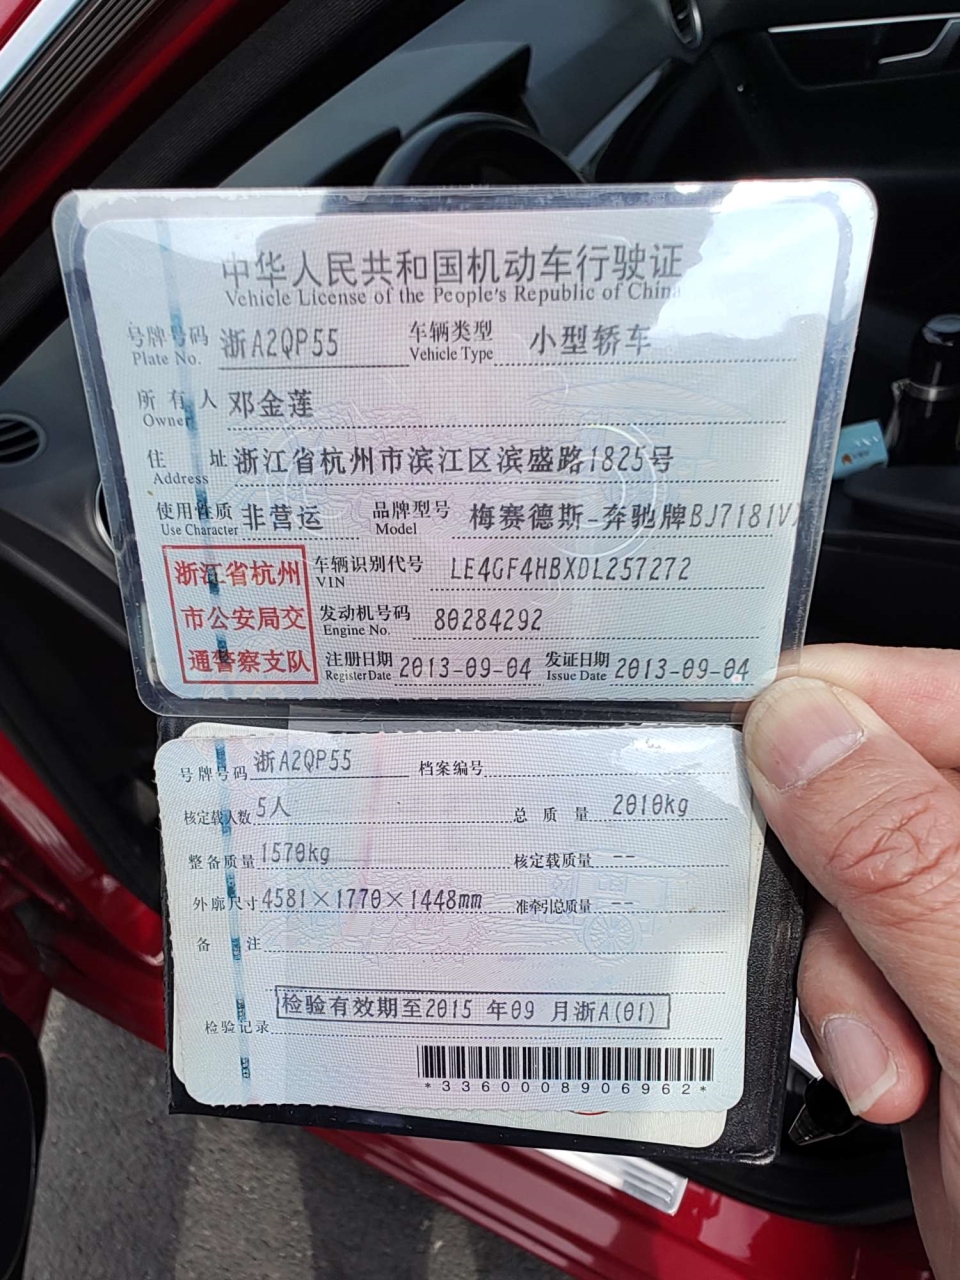 中华人民共和国机动车行驶证
Vehicle License of the People's Republic of China
号牌号码 浙A2QP55 车辆类型 小型轿车
Plate No. Vehicle Type
所有人 邓金莲
Owner
住址 浙江省杭州市滨江区滨盛路1825号
Address
使用性质 非营运 品牌型号 梅赛德斯-奔驰牌BJ7181V
Use Character Model
浙江省杭州
市公安局交
通警察支队
车辆识别代号 LE4GF4HBXDL257272
VIN
发动机号码 80284292
Engine No.
注册日期 2013-09-04 发证日期 2013-09-04
Register Date Issue Date
号牌号码 浙A2QP55 档案编号
核定载人数 5人 总质量 2010kg
整备质量 1570kg 核定载质量 --
外廓尺寸 4581×1770×1448mm 准牵引总质量 --
备注
检验有效期至2015 年09 月浙A(01)
检验记录
*3360008906962*